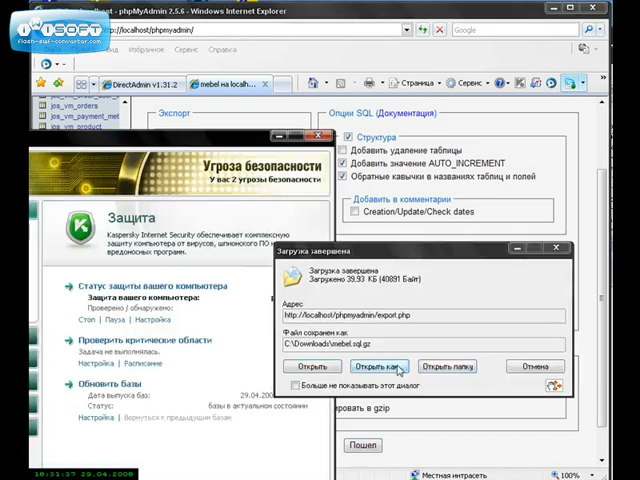 localhost - phpMyAdmin 2.5.6 - Windows Internet Explorer
iWiSOFT
flash-swf-converter.com
http://localhost/phpmyadmin/
Google
Избранное Сервис Справка
DirectAdmin v1.31.2
mebel на localh...
Страница
Сервис
jos_vm_orders
jos_vm_payment_met
jos_vm_product
Экспорт
Опции SQL (Документация)
Структура
Добавить удаление таблицы
Добавить значение AUTO_INCREMENT
Обратные кавычки в названиях таблиц и полей
Добавить в комментарии
Creation/Update/Check dates
Угроза безопасности
У вас 2 угрозы безопасности
Защита
Kaspersky Internet Security обеспечивает комплексную
защиту компьютера от вирусов, шпионского ПО
вредоносных программ.
Статус защиты вашего компьютера
Защита вашего компьютера:
Проверено / обнаружено:
Стоп | Пауза | Настройка
Проверить критические области
Задача не выполнялась.
Настройка | Расписание
Обновить базы
Дата выпуска баз: 29.04.200
Статус: базы в актуальном состоянии
Настройка | Вернуться к предыдущим базам
Загрузка завершена
Загрузка завершена
Загружено 39,93 КБ (40891 Байт)
Адрес
http://localhost/phpmyadmin/export.php
Файл сохранен как
C:\Downloads\mebel.sql.gz
Открыть
Открыть как
Открыть папку
Отмена
Больше не показывать этот диалог
ировать в gzip
Пошел
18:31:37 29.04.2008
Местная интрасеть
100%